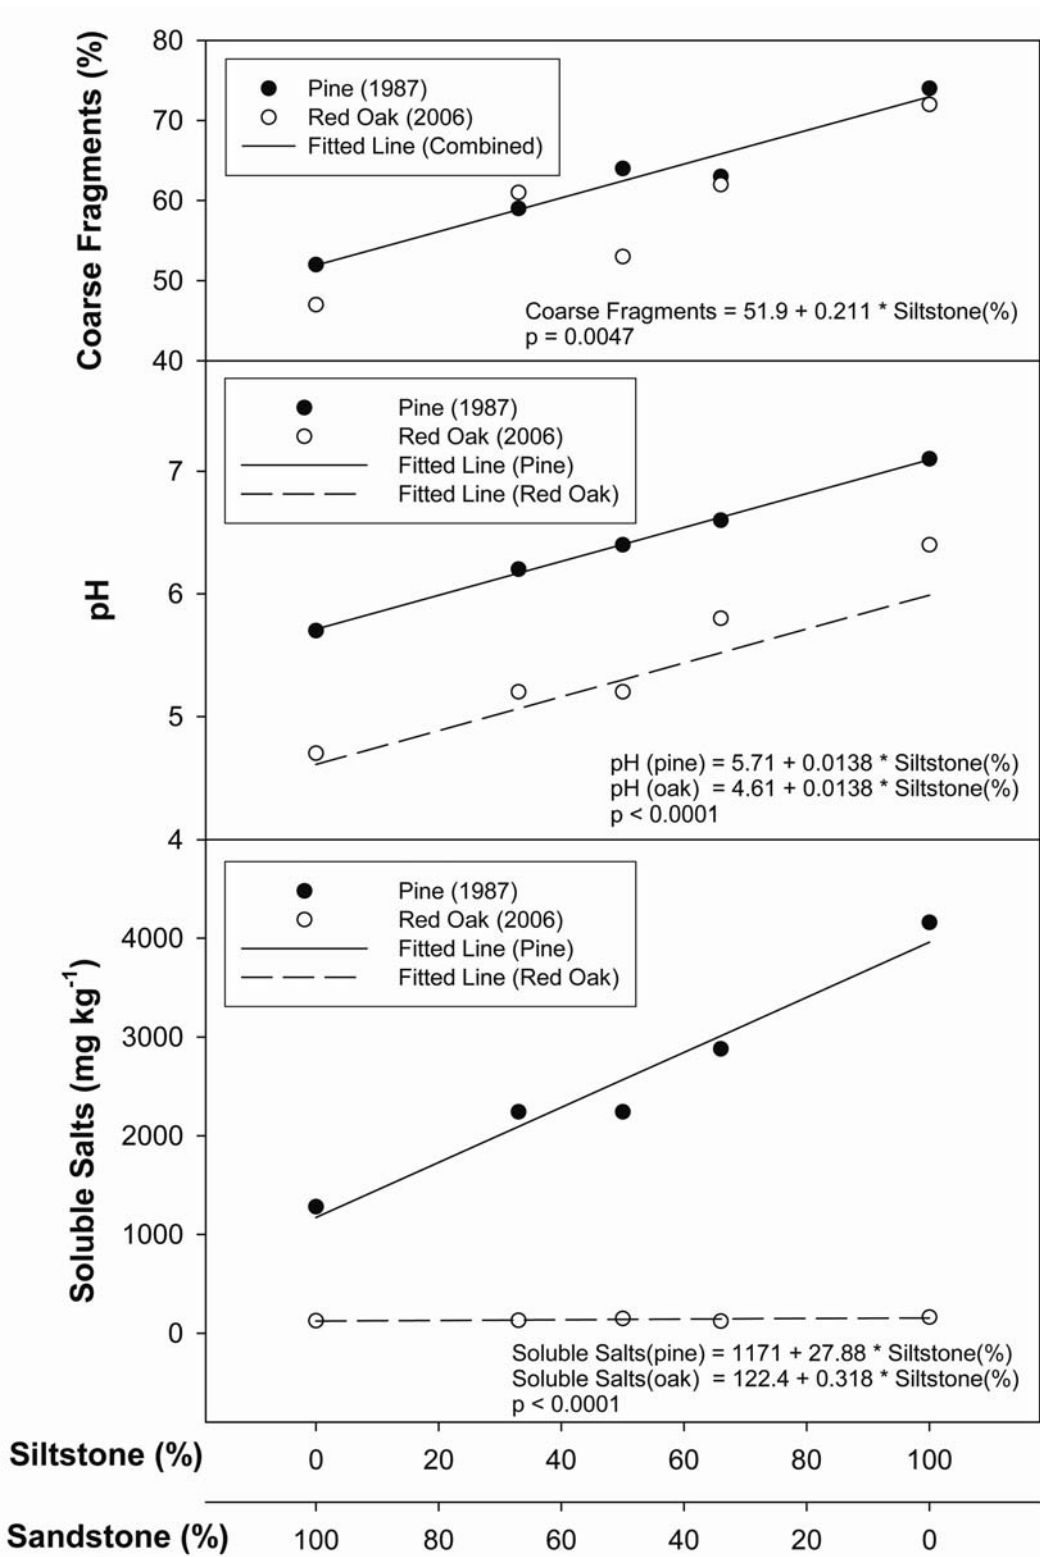 Coarse Fragments (%)
80
70
60
50
40
Pine (1987)
Red Oak (2006)
Fitted Line (Combined)
Coarse Fragments = 51.9 + 0.211 * Siltstone(%)
p = 0.0047
pH
7
6
5
4
Pine (1987)
Red Oak (2006)
Fitted Line (Pine)
Fitted Line (Red Oak)
pH (pine) = 5.71 + 0.0138 * Siltstone(%)
pH (oak) = 4.61 + 0.0138 * Siltstone(%)
p < 0.0001
Soluble Salts (mg kg⁻¹)
4000
3000
2000
1000
0
Pine (1987)
Red Oak (2006)
Fitted Line (Pine)
Fitted Line (Red Oak)
Soluble Salts(pine) = 1171 + 27.88 * Siltstone(%)
Soluble Salts(oak) = 122.4 + 0.318 * Siltstone(%)
p < 0.0001
Siltstone (%) 0 20 40 60 80 100
Sandstone (%) 100 80 60 40 20 0